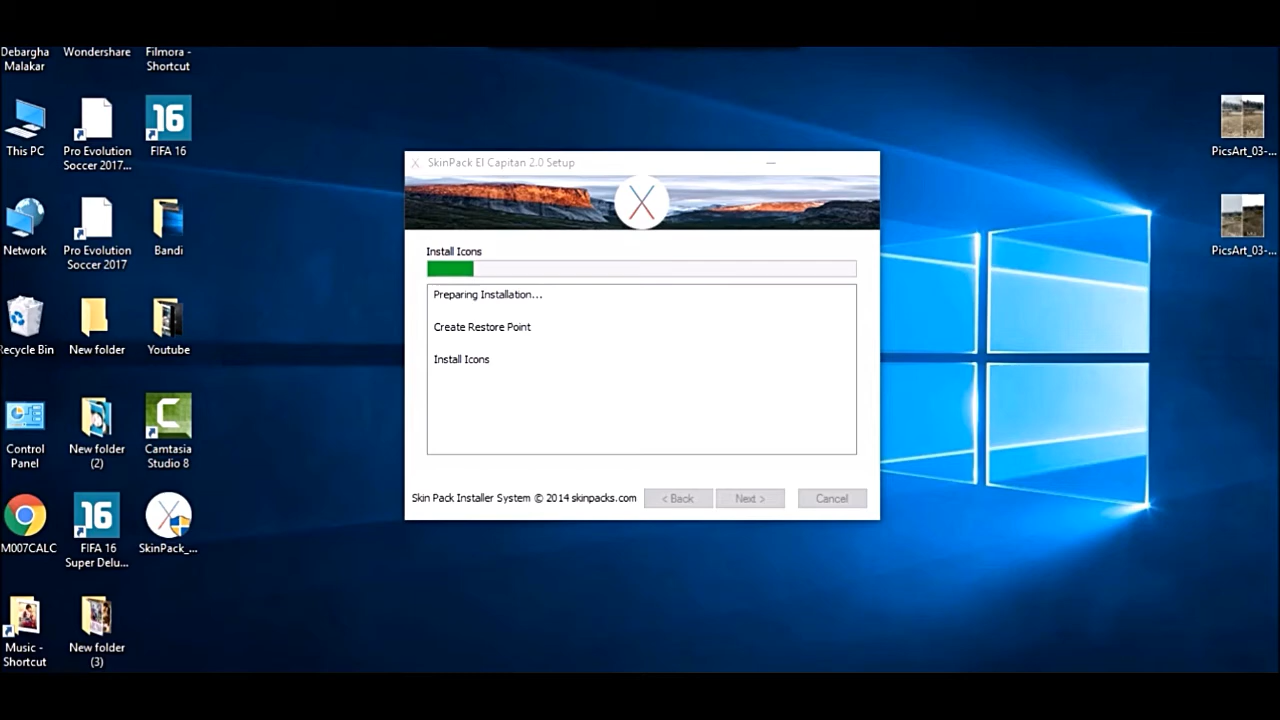 Debargha
Malakar
Wondershare
Filmora -
Shortcut
This PC
Pro Evolution
Soccer 2017...
16
FIFA 16
Network
Pro Evolution
Soccer 2017
Bandi
Recycle Bin
New folder
Youtube
Control
Panel
New folder
(2)
Camtasia
Studio 8
M007CALC
16
FIFA 16
Super Delu...
SkinPack_...
Music -
Shortcut
New folder
(3)
SkinPack El Capitan 2.0 Setup
Install Icons
Preparing Installation...
Create Restore Point
Install Icons
Skin Pack Installer System © 2014 skinpacks.com
< Back
Next >
Cancel
PicsArt_03-...
PicsArt_03-...